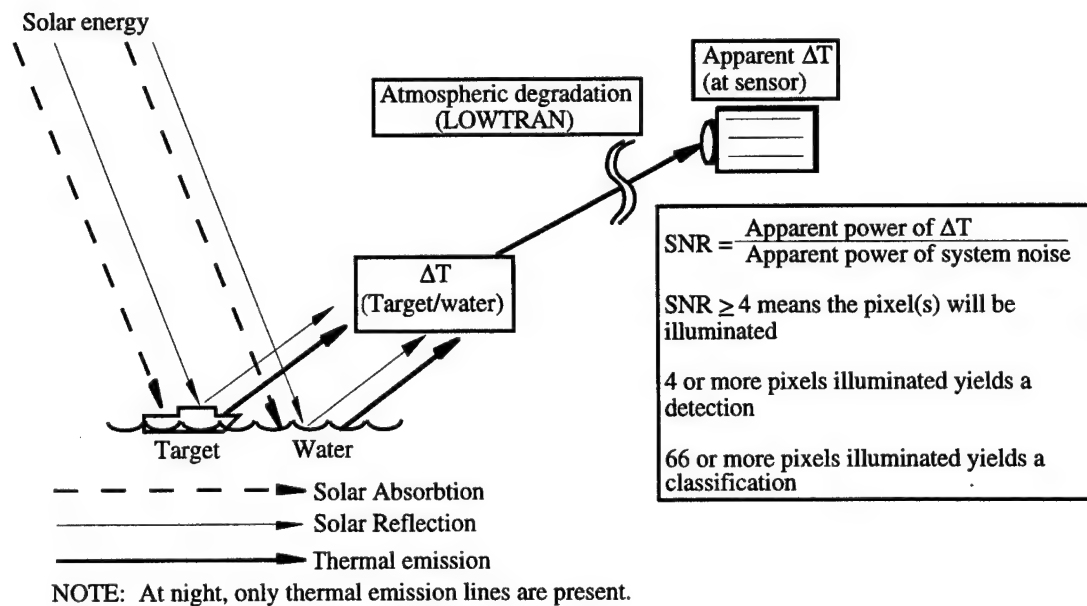 Solar energy
Atmospheric degradation
(LOWTRAN)
Apparent ΔT
(at sensor)
ΔT
(Target/water)
SNR = Apparent power of ΔT
Apparent power of system noise
SNR ≥ 4 means the pixel(s) will be
illuminated
4 or more pixels illuminated yields a
detection
66 or more pixels illuminated yields a
classification
Target
Water
Solar Absorbtion
Solar Reflection
Thermal emission
NOTE: At night, only thermal emission lines are present.